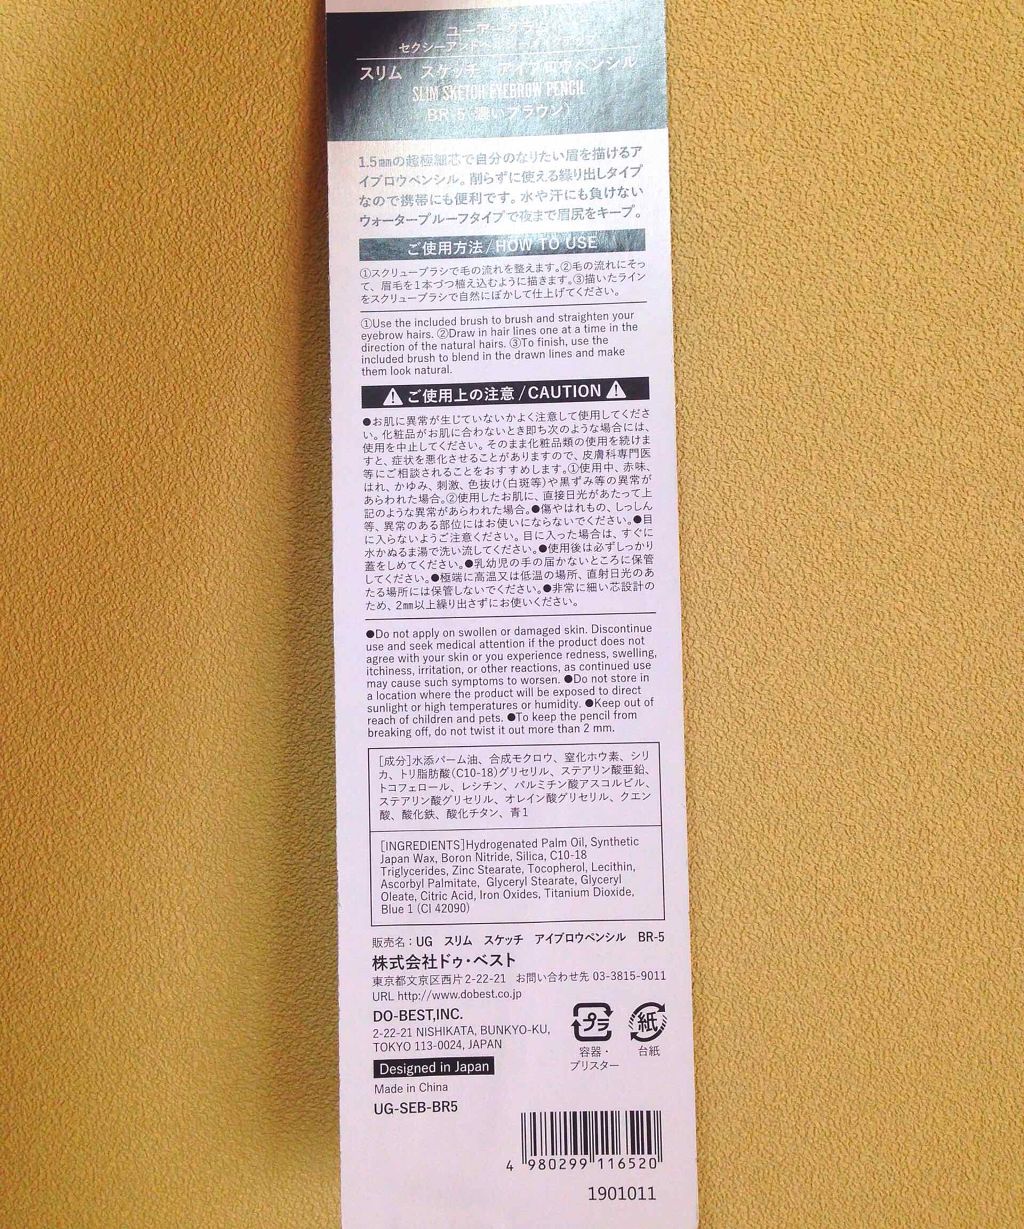 ユーアーグラム
セクシーアンドヘルシー
スリム スケッチ アイブロウペンシル
SLIM SKETCH EYEBROW PENCIL
BR-5(濃いブラウン)
1.5㎜の超極細芯で自分のなりたい眉を描けるア
イブロウペンシル。削らずに使える繰り出しタイプ
なので携帯にも便利です。水や汗にも負けない
ウォータープルーフタイプで夜まで眉尻をキープ。
ご使用方法/HOW TO USE
①スクリューブラシで毛の流れを整えます。②毛の流れにそっ
て、眉毛を1本づつ植え込むように描きます。③描いたライン
をスクリューブラシで自然にぼかして仕上げてください。
①Use the included brush to brush and straighten your
eyebrow hairs. ②Draw in hair lines one at a time in the
direction of the natural hairs. ③To finish, use the
included brush to blend in the drawn lines and make
them look natural.
ご使用上の注意/CAUTION
●お肌に異常が生じていないかよく注意して使用してくださ
い。化粧品がお肌に合わないとき即ち次のような場合には、
使用を中止してください。そのまま化粧品類の使用を続けま
すと、症状を悪化させることがありますので、皮膚科専門医
等にご相談されることをおすすめします。①使用中、赤味、
はれ、かゆみ、刺激、色抜け(白斑等)や黒ずみ等の異常が
あらわれた場合。②使用したお肌に、直接日光があたって上
記のような異常があらわれた場合。●傷やはれもの、しっしん
等、異常のある部位にはお使いにならないでください。●目
に入らないようご注意ください。目に入った場合は、すぐに
水かぬるま湯で洗い流してください。●使用後は必ずしっかり
蓋をしめてください。●乳幼児の手の届かないところに保管
してください。●極端に高温又は低温の場所、直射日光のあ
たる場所には保管しないでください。●非常に細い芯設計の
ため、2㎜以上繰り出さずにお使いください。
●Do not apply on swollen or damaged skin. Discontinue
use and seek medical attention if the product does not
agree with your skin or you experience redness, swelling,
itchiness, irritation, or other reactions, as continued use
may cause such symptoms to worsen. ●Do not store in
a location where the product will be exposed to direct
sunlight or high temperatures or humidity. ●Keep out of
reach of children and pets. ●To keep the pencil from
breaking off, do not twist it out more than 2 mm.
[成分]水添パーム油、合成モクロウ、窒化ホウ素、シリ
カ、トリ脂肪酸(C10-18)グリセリル、ステアリン酸亜鉛、
トコフェロール、レシチン、パルミチン酸アスコルビル、
ステアリン酸グリセリル、オレイン酸グリセリル、クエン
酸、酸化鉄、酸化チタン、青1
[INGREDIENTS]Hydrogenated Palm Oil, Synthetic
Japan Wax, Boron Nitride, Silica, C10-18
Triglycerides, Zinc Stearate, Tocopherol, Lecithin,
Ascorbyl Palmitate, Glyceryl Stearate, Glyceryl
Oleate, Citric Acid, Iron Oxides, Titanium Dioxide,
Blue 1 (CI 42090)
販売名:UG スリム スケッチ アイブロウペンシル BR-5
株式会社ドゥ・ベスト
東京都文京区西片2-22-21 お問い合わせ先 03-3815-9011
URL http://www.dobest.co.jp
DO-BEST,INC.
2-22-21 NISHIKATA, BUNKYO-KU,
TOKYO 113-0024, JAPAN
プラ 紙
容器・ 台紙
ブリスター
Designed in Japan
Made in China
UG-SEB-BR5
4 980299 116520
1901011